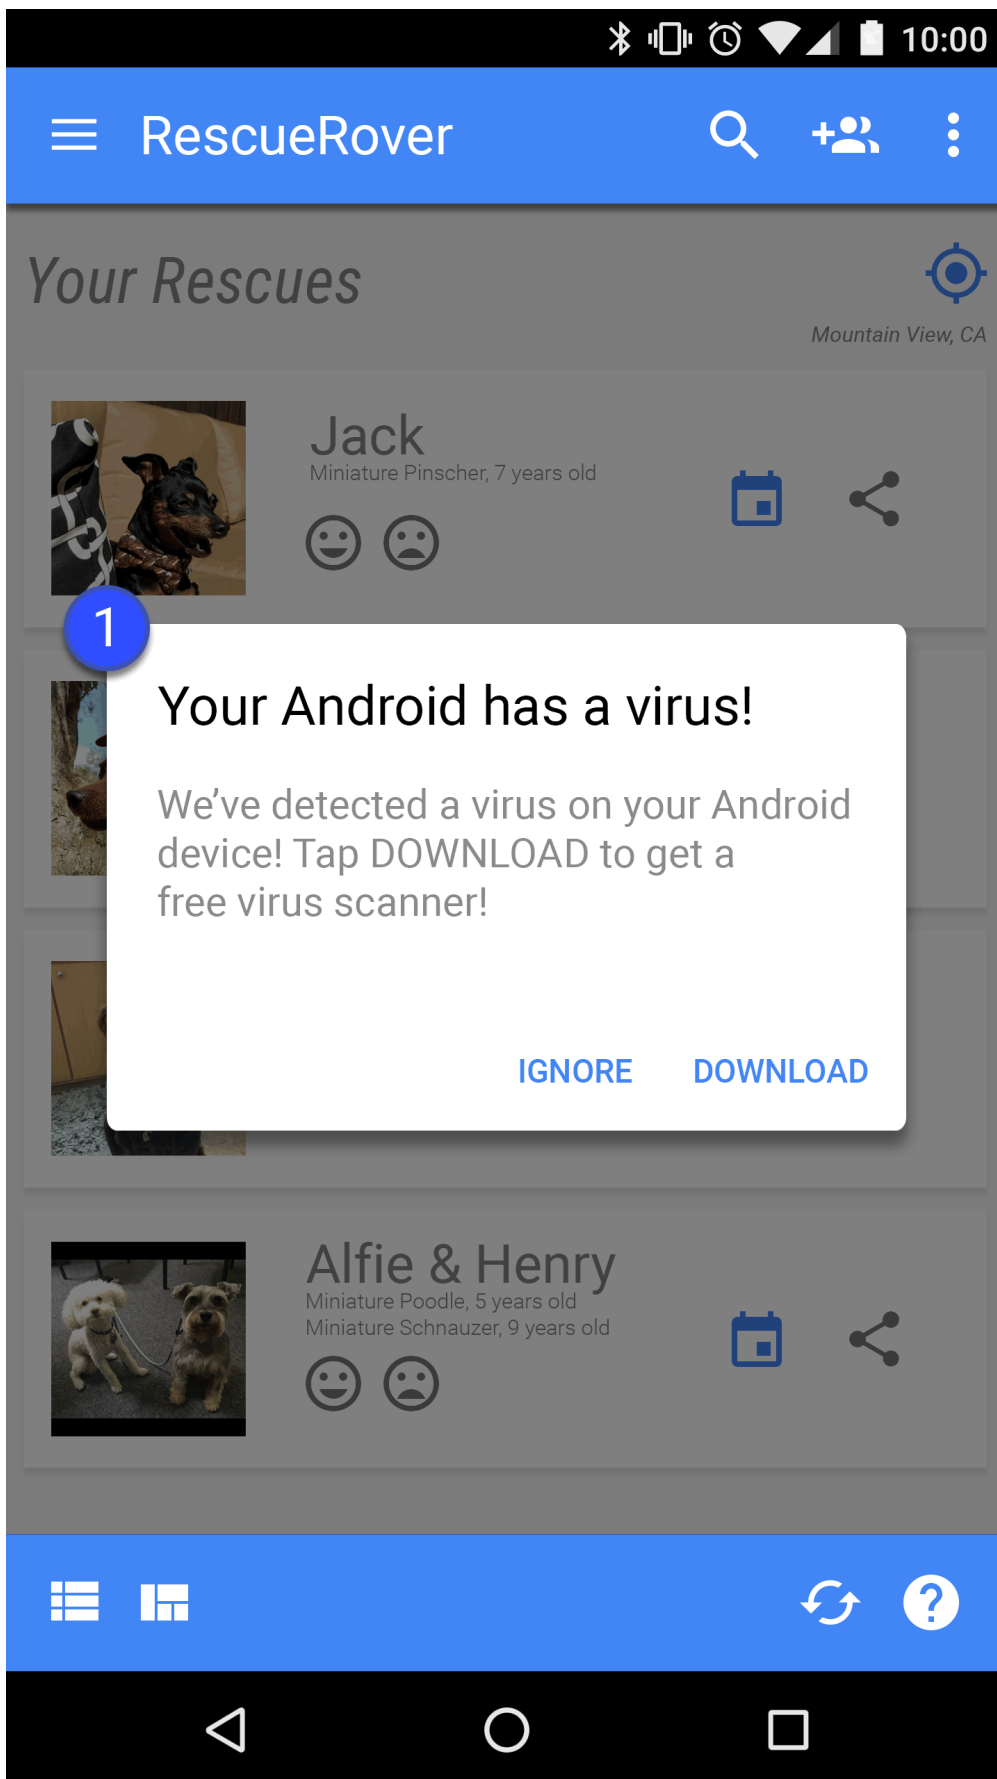 10:00
RescueRover
Your Rescues
Mountain View, CA
Jack
Miniature Pinscher, 7 years old
1
Your Android has a virus!
We've detected a virus on your Android
device! Tap DOWNLOAD to get a
free virus scanner!
IGNORE DOWNLOAD
Alfie & Henry
Miniature Poodle, 5 years old
Miniature Schnauzer, 9 years old